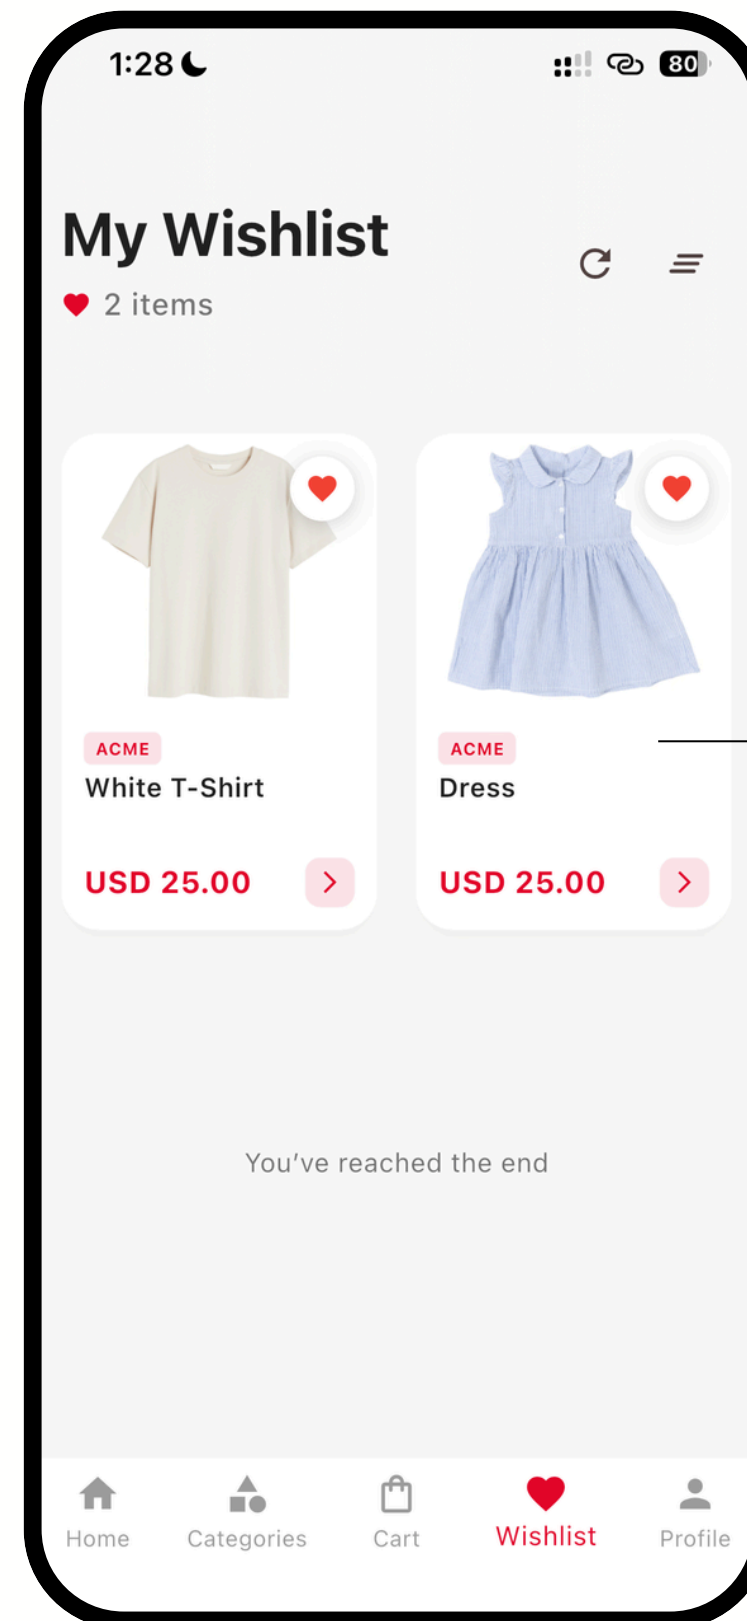 1:28
80
My Wishlist
2 items
ACME
White T-Shirt
USD 25.00
ACME
Dress
USD 25.00
You’ve reached the end
Home
Categories
Cart
Wishlist
Profile